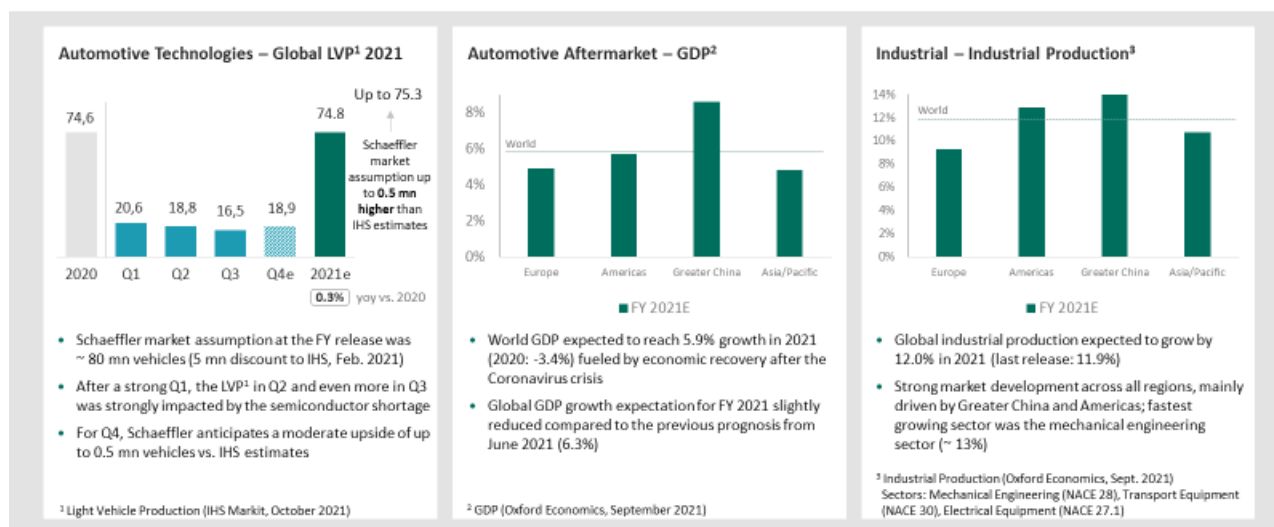 Automotive Technologies – Global LVP¹ 2021
Up to 75.3
74,6
74.8
Schaeffler
market
assumption up
to 0.5 mn
higher than
IHS estimates
20,6
18,8
16,5
18,9
2020
Q1
Q2
Q3
Q4e
2021e
0.3% yoy vs. 2020
• Schaeffler market assumption at the FY release was
~ 80 mn vehicles (5 mn discount to IHS, Feb. 2021)
• After a strong Q1, the LVP¹ in Q2 and even more in Q3
was strongly impacted by the semiconductor shortage
• For Q4, Schaeffler anticipates a moderate upside of up
to 0.5 mn vehicles vs. IHS estimates
¹ Light Vehicle Production (IHS Markit, October 2021)
Automotive Aftermarket – GDP²
8%
6%
4%
2%
0%
World
Europe
Americas
Greater China
Asia/Pacific
FY 2021E
• World GDP expected to reach 5.9% growth in 2021
(2020: -3.4%) fueled by economic recovery after the
Coronavirus crisis
• Global GDP growth expectation for FY 2021 slightly
reduced compared to the previous prognosis from
June 2021 (6.3%)
² GDP (Oxford Economics, September 2021)
Industrial – Industrial Production³
14%
12%
10%
8%
6%
4%
2%
0%
World
Europe
Americas
Greater China
Asia/Pacific
FY 2021E
• Global industrial production expected to grow by
12.0% in 2021 (last release: 11.9%)
• Strong market development across all regions, mainly
driven by Greater China and Americas; fastest
growing sector was the mechanical engineering
sector (~ 13%)
³ Industrial Production (Oxford Economics, Sept. 2021)
Sectors: Mechanical Engineering (NACE 28), Transport Equipment
(NACE 30), Electrical Equipment (NACE 27.1)